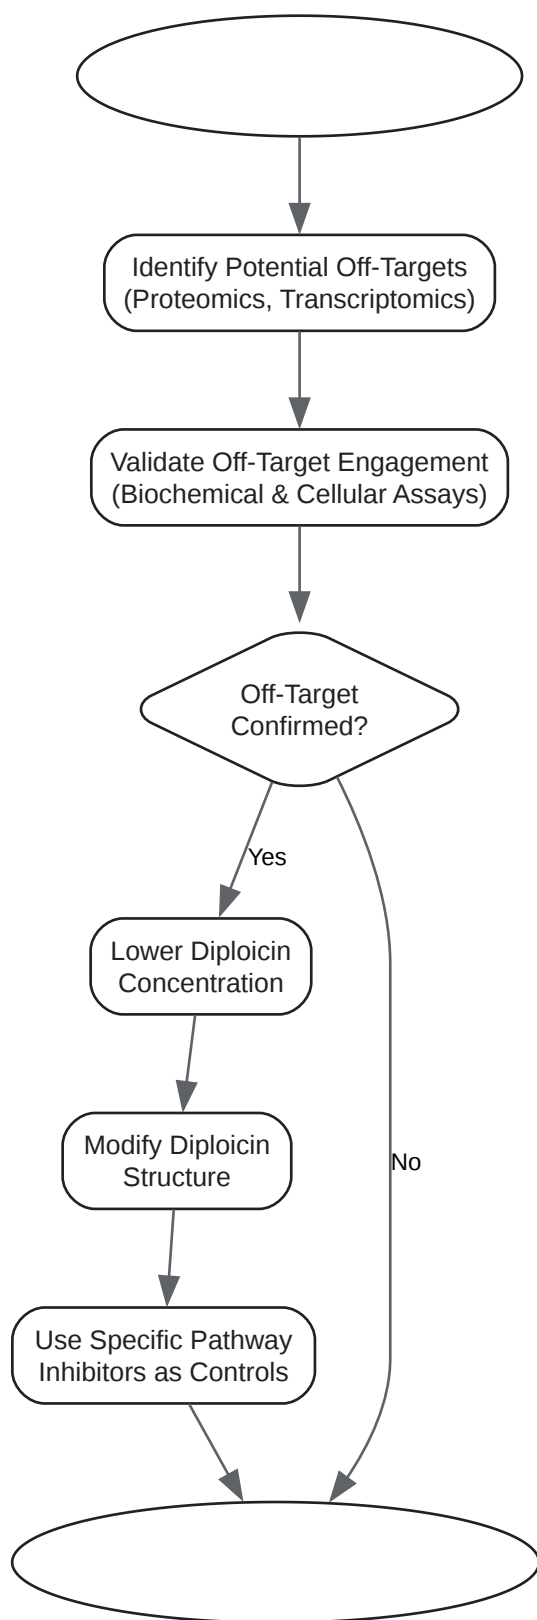 Identify Potential Off-Targets
(Proteomics, Transcriptomics)
Validate Off-Target Engagement
(Biochemical & Cellular Assays)
Off-Target
Confirmed?
Yes
Lower Diploicin
Concentration
Modify Diploicin
Structure
No
Use Specific Pathway
Inhibitors as Controls